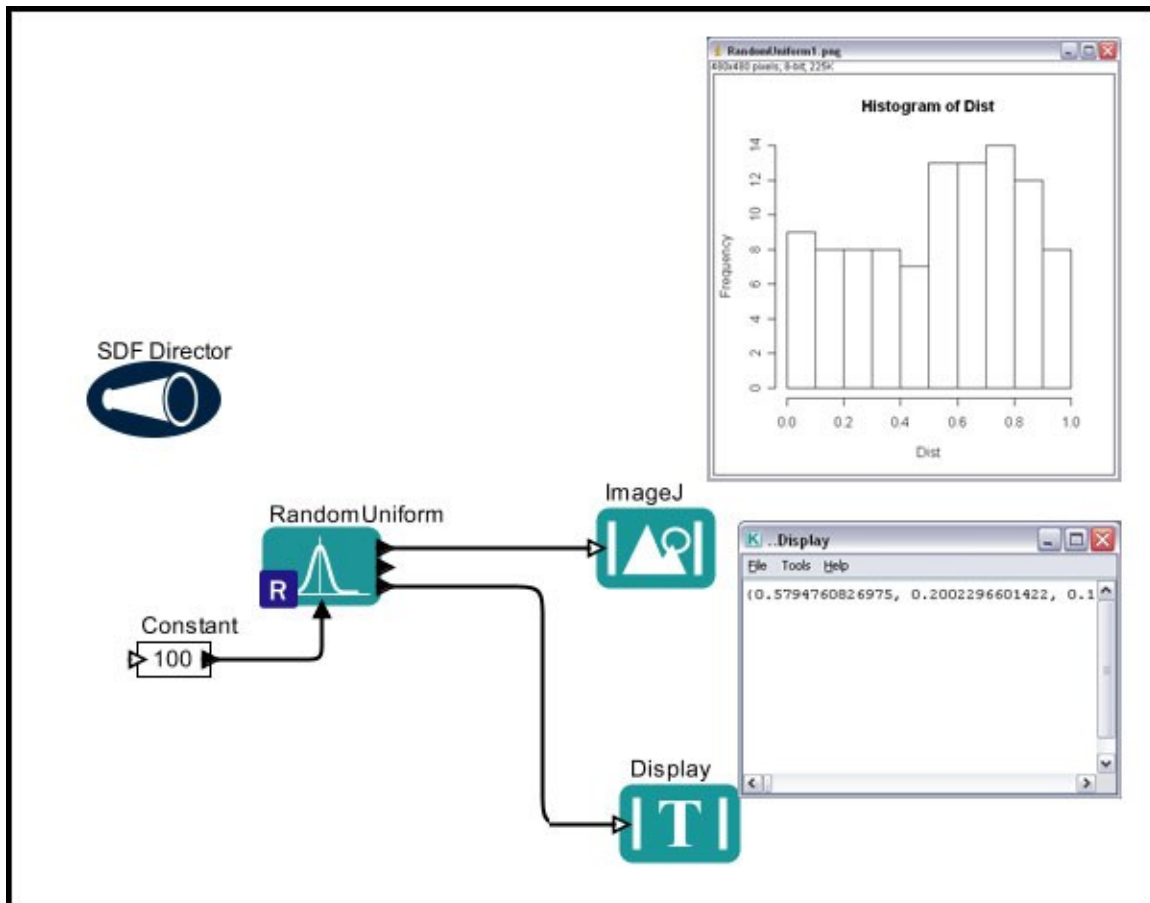 RandomUniform1.png
480x480 pixels; 8-bit; 225K
Histogram of Dist
Frequency
0 2 4 6 8 10 12 14
0.0 0.2 0.4 0.6 0.8 1.0
Dist
SDF Director
RandomUniform
R
ImageJ
Constant
100
..Display
File Tools Help
{0.5794760826975, 0.2002296601422, 0.1
Display
T